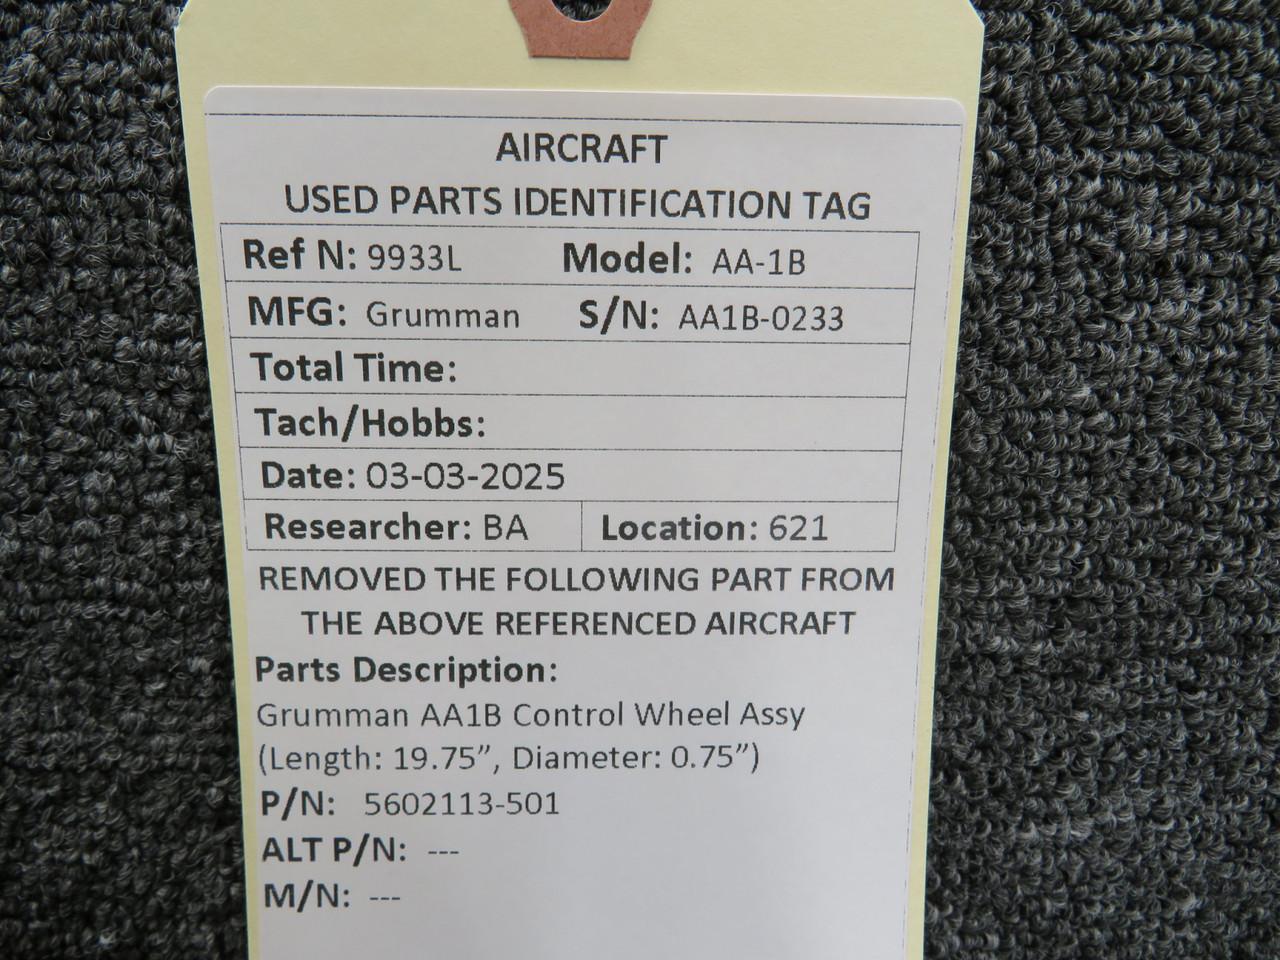 AIRCRAFT
USED PARTS IDENTIFICATION TAG
Ref N: 9933L Model: AA-1B
MFG: Grumman S/N: AA1B-0233
Total Time:
Tach/Hobbs:
Date: 03-03-2025
Researcher: BA Location: 621
REMOVED THE FOLLOWING PART FROM
THE ABOVE REFERENCED AIRCRAFT
Parts Description:
Grumman AA1B Control Wheel Assy
(Length: 19.75”, Diameter: 0.75”)
P/N: 5602113-501
ALT P/N: ---
M/N: ---